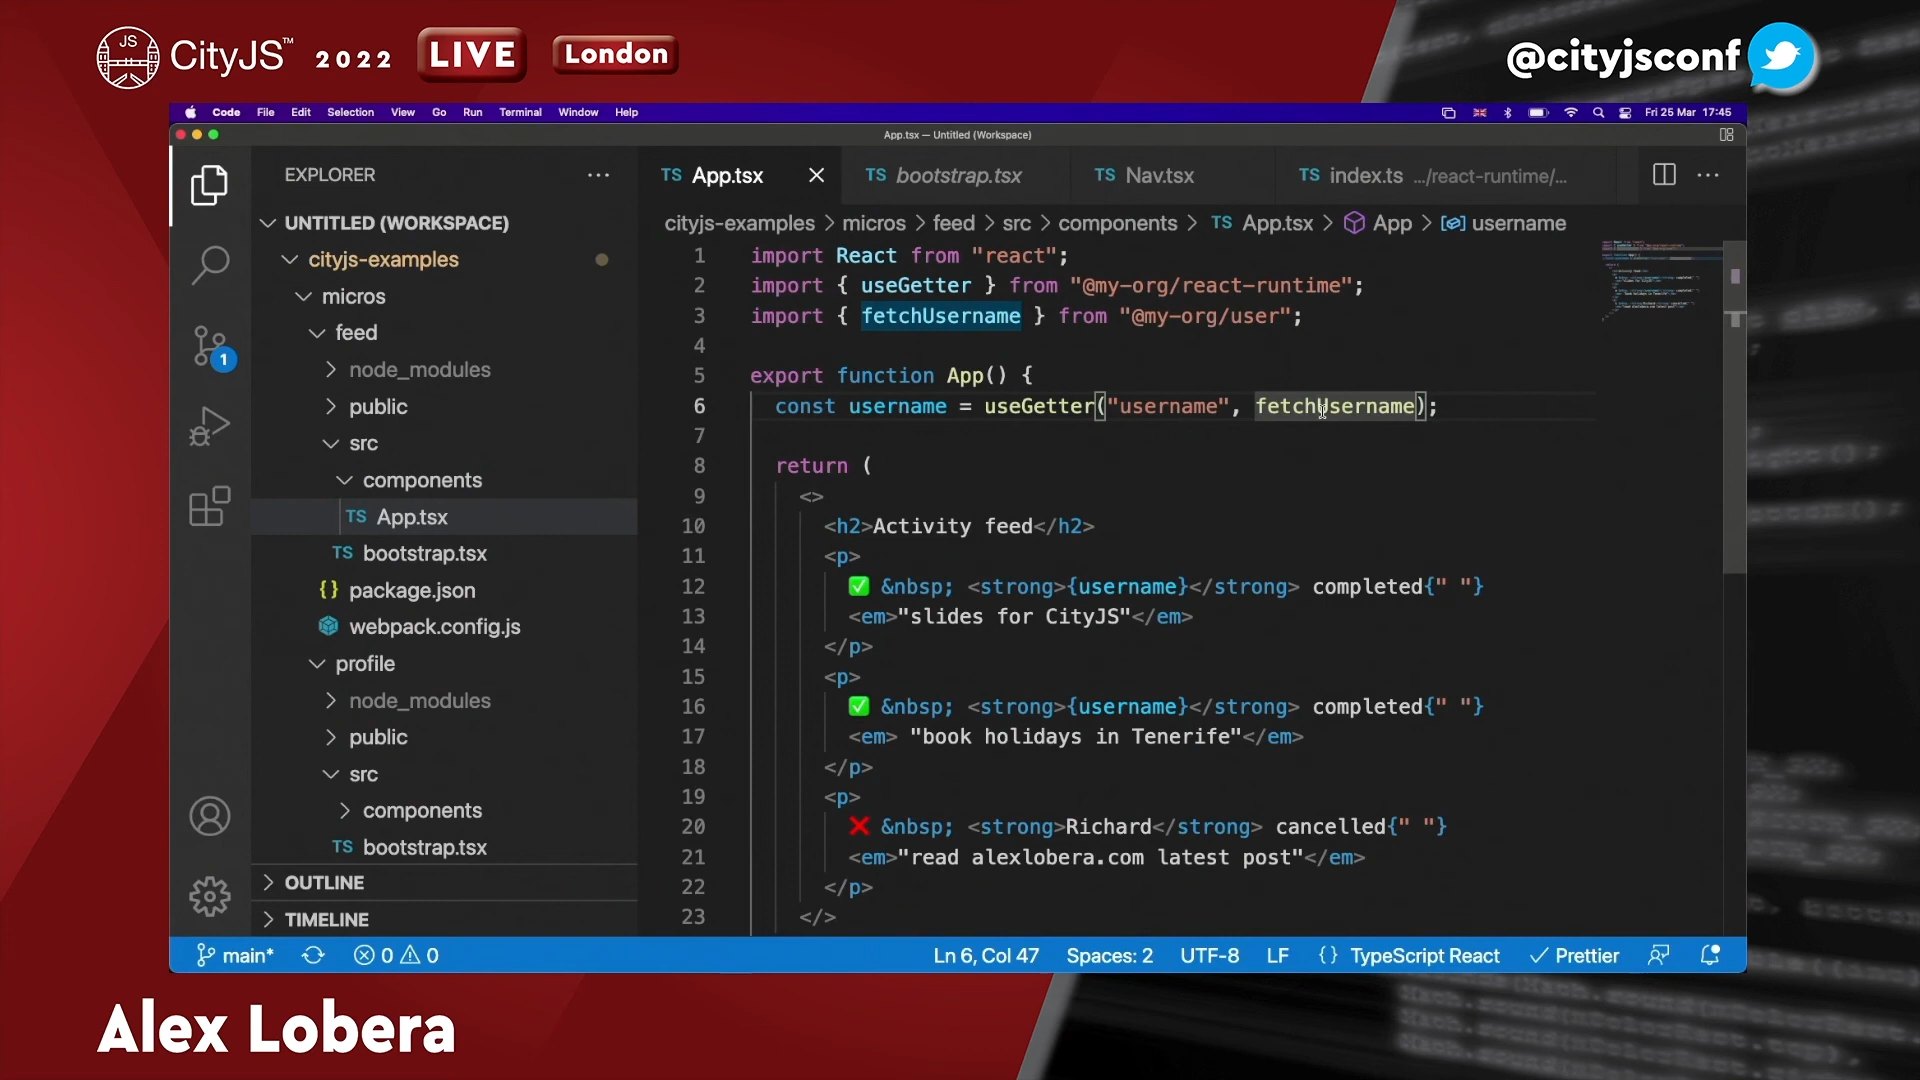 JS
CityJS™ 2022 LIVE London
@cityjsconf
Code File Edit Selection View Go Run Terminal Window Help
Fri 25 Mar 17:45
App.tsx — Untitled (Workspace)
EXPLORER ···
TS App.tsx
TS bootstrap.tsx
TS Nav.tsx
TS index.ts .../react-runtime/...
cityjs-examples > micros > feed > src > components > TS App.tsx > App > username
UNTITLED (WORKSPACE)
cityjs-examples
micros
feed
node_modules
public
src
components
TS App.tsx
TS bootstrap.tsx
{} package.json
webpack.config.js
profile
node_modules
public
src
components
TS bootstrap.tsx
OUTLINE
TIMELINE
1
1 import React from "react";
2 import { useGetter } from "@my-org/react-runtime";
3 import { fetchUsername } from "@my-org/user";
4
5 export function App() {
6 const username = useGetter("username", fetchUsername);
7
8 return (
9 <>
10 <h2>Activity feed</h2>
11 <p>
12 ✅ &nbsp; <strong>{username}</strong> completed{" "}
13 <em>"slides for CityJS"</em>
14 </p>
15 <p>
16 ✅ &nbsp; <strong>{username}</strong> completed{" "}
17 <em> "book holidays in Tenerife"</em>
18 </p>
19 <p>
20 ❌ &nbsp; <strong>Richard</strong> cancelled{" "}
21 <em>"read alexlobera.com latest post"</em>
22 </p>
23 </>
main* 0 0 Ln 6, Col 47 Spaces: 2 UTF-8 LF {} TypeScript React Prettier
Alex Lobera